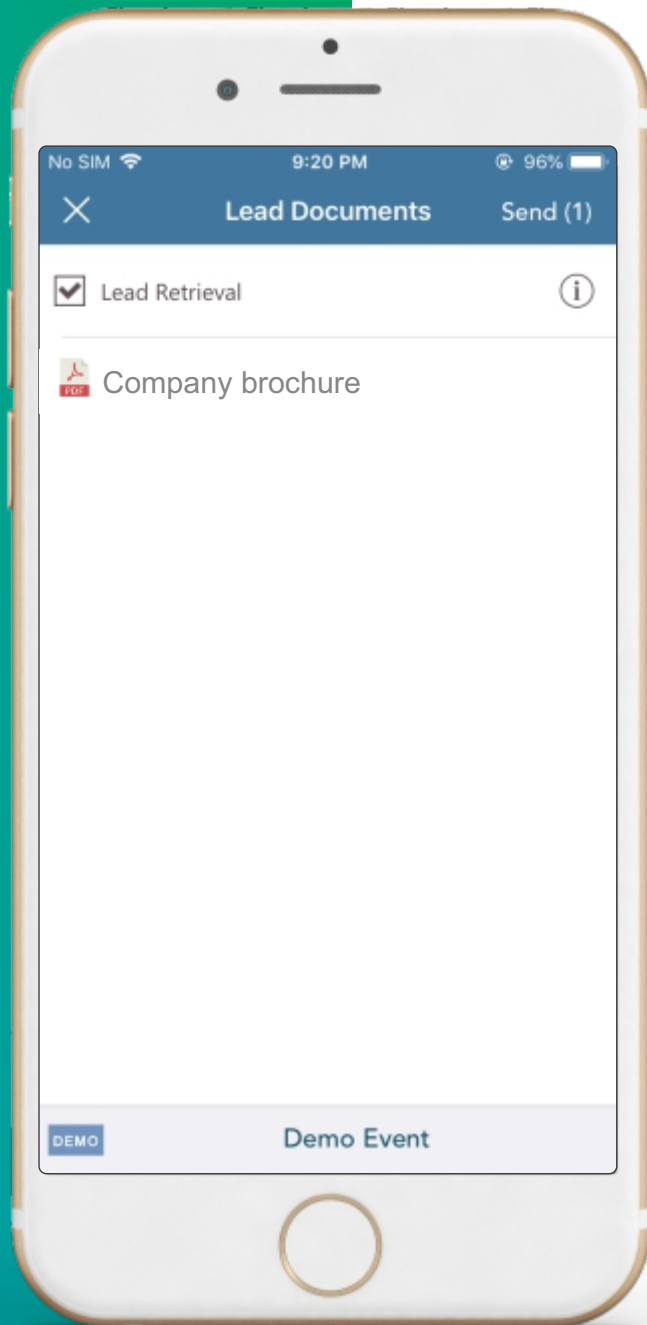 No SIM 9:20 PM 96%
Lead Documents Send (1)
Lead Retrieval
PDF Company brochure
DEMO Demo Event